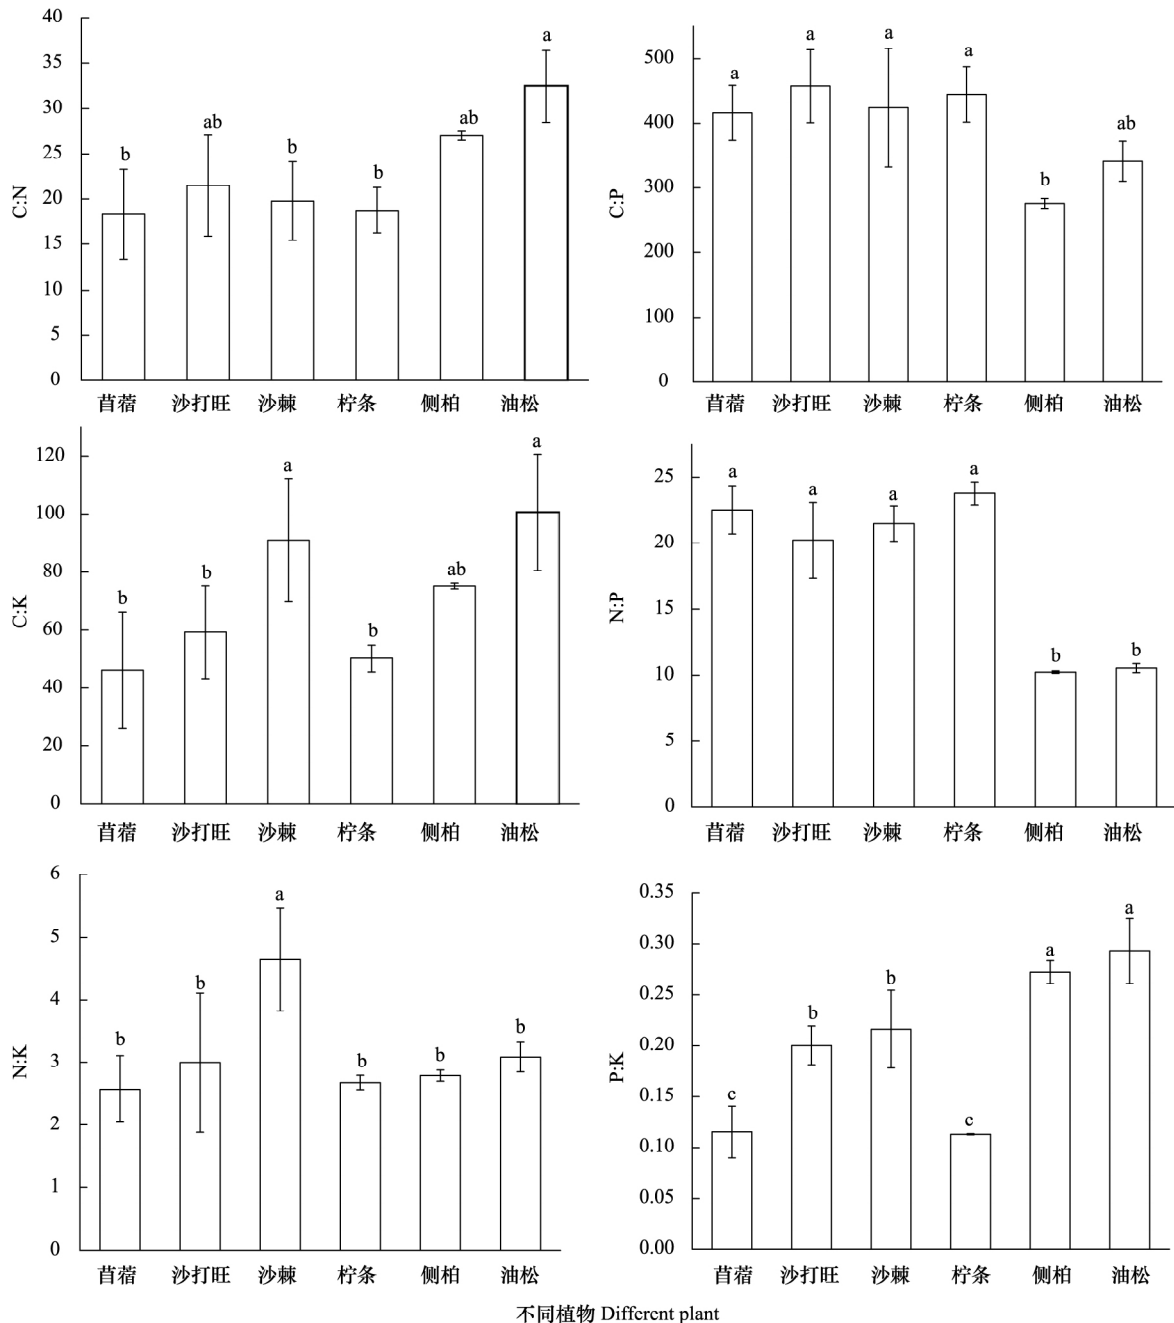 40
35
30
25
20
15
10
5
0
C:N
b
ab
b
b
ab
a
苜蓿 沙打旺 沙棘 柠条 侧柏 油松
500
400
300
200
100
0
C:P
a
a
a
a
b
ab
苜蓿 沙打旺 沙棘 柠条 侧柏 油松
120
100
80
60
40
20
0
C:K
b
b
a
b
ab
a
苜蓿 沙打旺 沙棘 柠条 侧柏 油松
25
20
15
10
5
0
N:P
a
a
a
a
b
b
苜蓿 沙打旺 沙棘 柠条 侧柏 油松
6
5
4
3
2
1
0
N:K
b
b
a
b
b
b
苜蓿 沙打旺 沙棘 柠条 侧柏 油松
0.35
0.30
0.25
0.20
0.15
0.10
0.05
0.00
P:K
c
b
b
c
a
a
苜蓿 沙打旺 沙棘 柠条 侧柏 油松
不同植物 Different plant